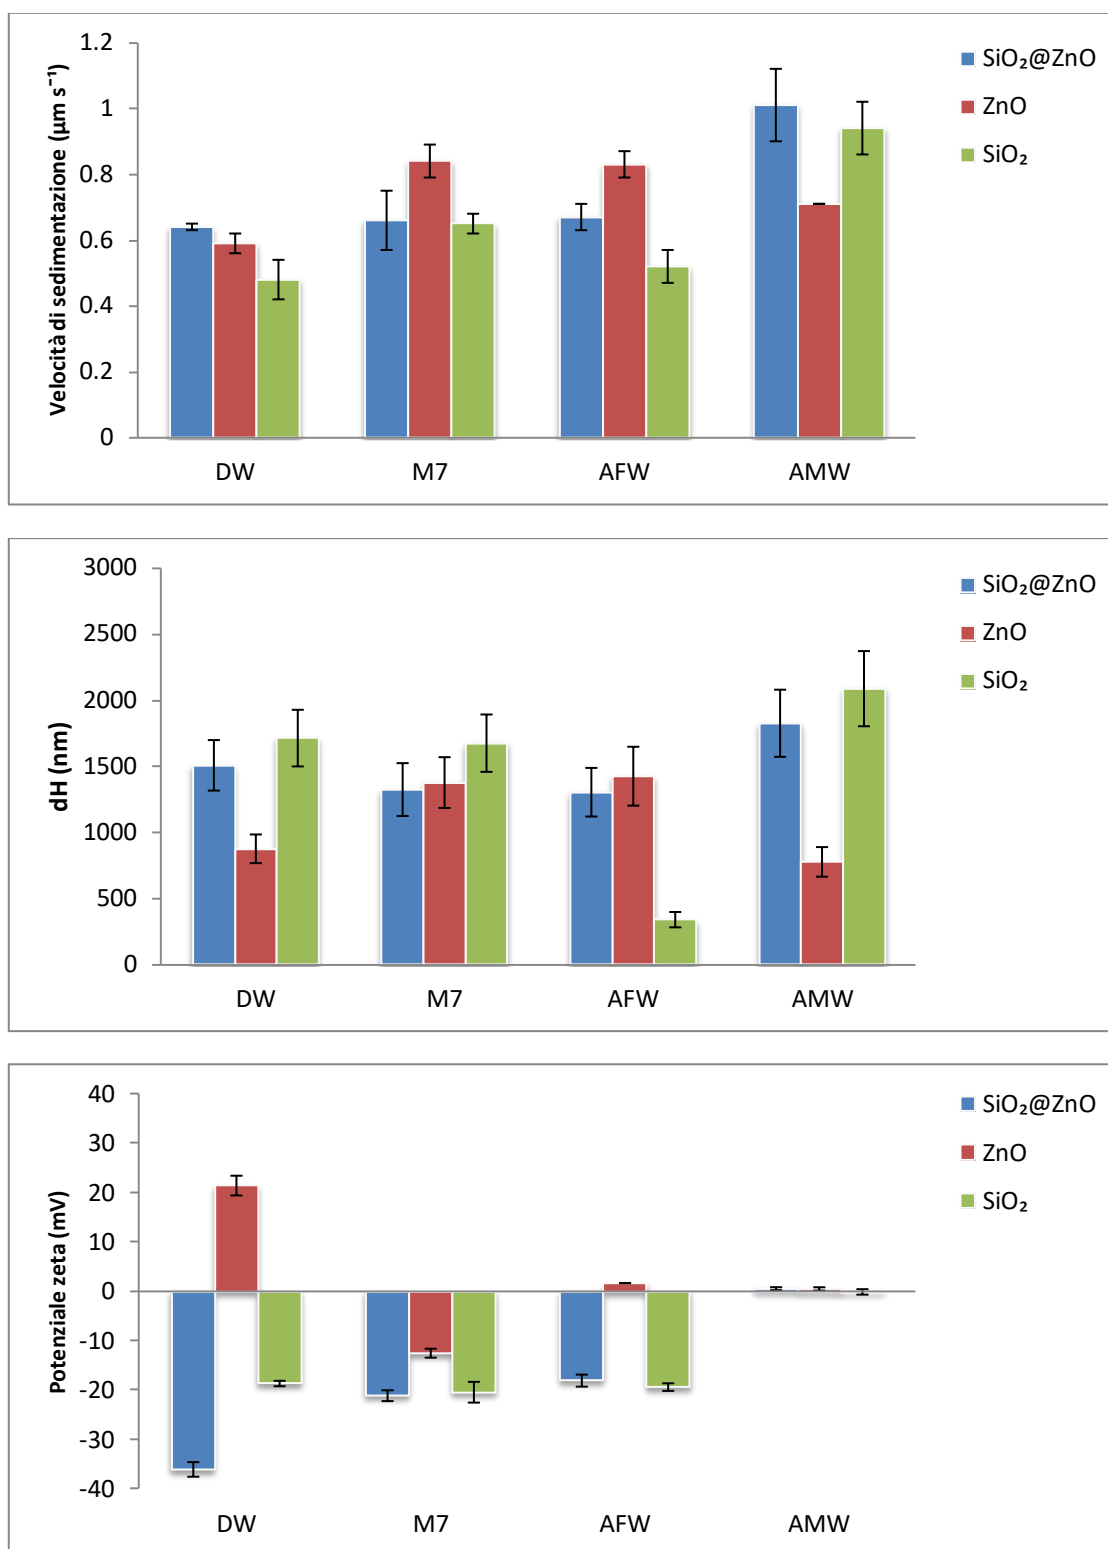 Velocità di sedimentazione (µm s⁻¹)
1.2
1
0.8
0.6
0.4
0.2
0
DW M7 AFW AMW
SiO₂@ZnO
ZnO
SiO₂
dH (nm)
3000
2500
2000
1500
1000
500
0
DW M7 AFW AMW
SiO₂@ZnO
ZnO
SiO₂
Potenziale zeta (mV)
40
30
20
10
0
-10
-20
-30
-40
DW M7 AFW AMW
SiO₂@ZnO
ZnO
SiO₂